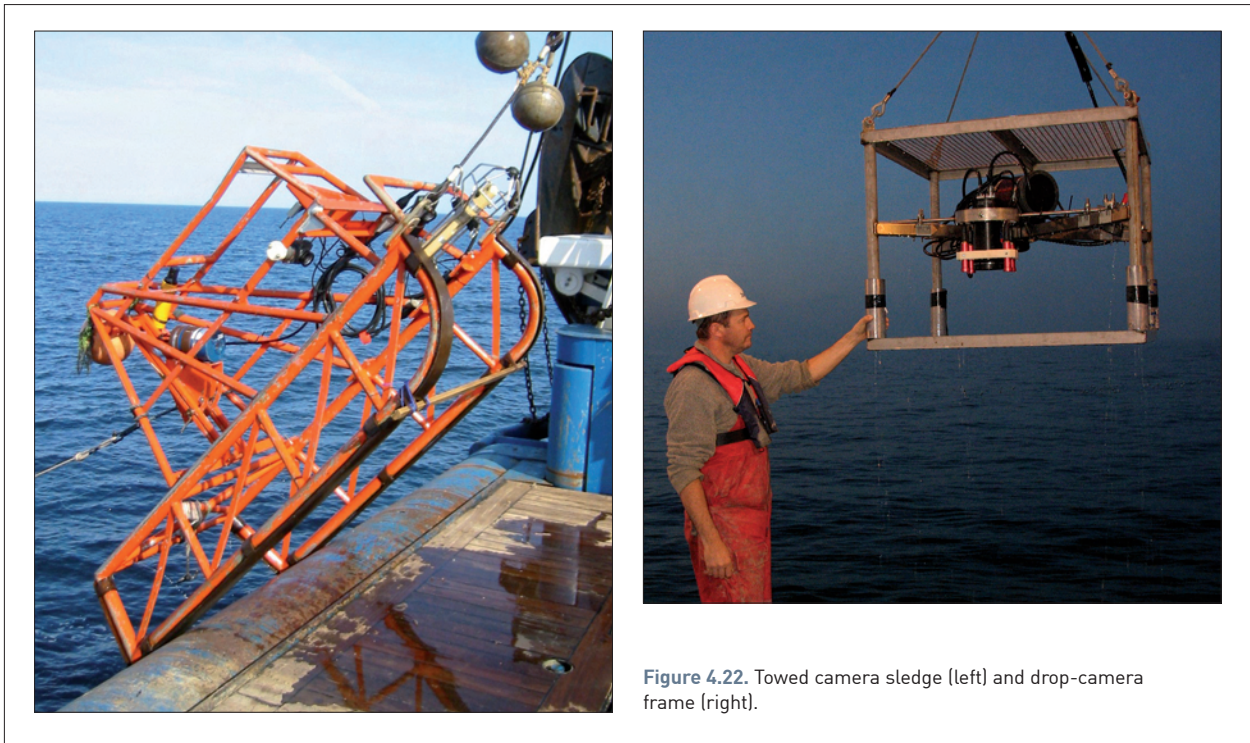 Figure 4.22. Towed camera sledge (left) and drop-camera
frame (right).